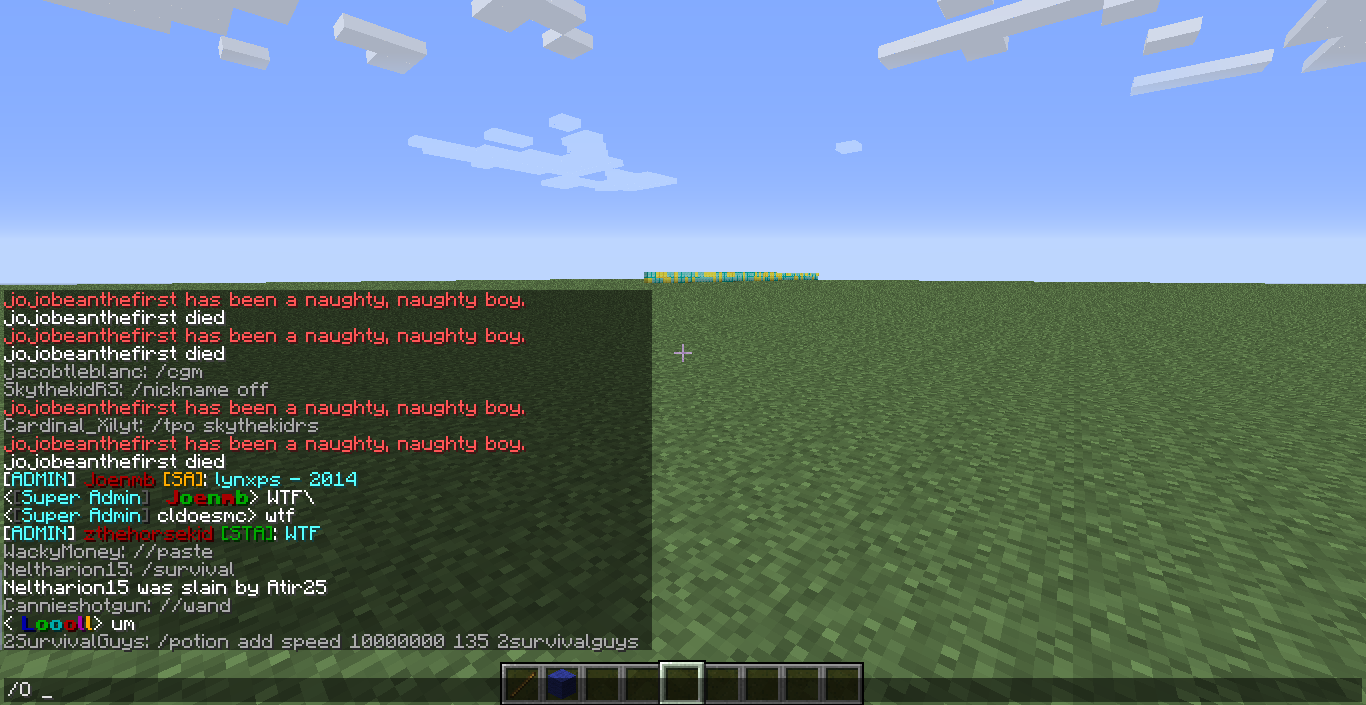 jojobeanthefirst has been a naughty, naughty boy.
jojobeanthefirst died
jojobeanthefirst has been a naughty, naughty boy.
jojobeanthefirst died
jacobtleblanc: /cgm
SkythekidRS: /nickname off
jojobeanthefirst has been a naughty, naughty boy.
Cardinal_Xilyt: /tpo skythekidrs
jojobeanthefirst has been a naughty, naughty boy.
jojobeanthefirst died
[ADMIN] Joenmb [SA]: lynxps - 2014
<[Super Admin] Joenmb> WTF\
<[Super Admin] cldoesmc> wtf
[ADMIN] zthehorsekid [STA]: WTF
WackyMoney: //paste
Neltharion15: /survival
Neltharion15 was slain by Atir25
Cannieshotgun: //wand
< Loooll> um
2SurvivalGuys: /potion add speed 10000000 135 2survivalguys
/O _